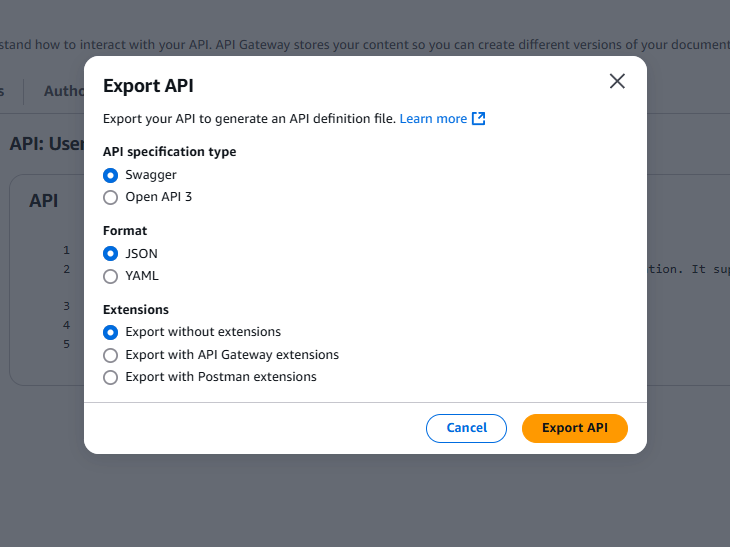 stand how to interact with your API. API Gateway stores your content so you can create different versions of your document
s Autho
Export API
Export your API to generate an API definition file. Learn more
API: User
API specification type
Swagger
Open API 3
API
Format
1
JSON
2 ation. It sup
YAML
3
Extensions
4
Export without extensions
5
Export with API Gateway extensions
Export with Postman extensions
Cancel Export API